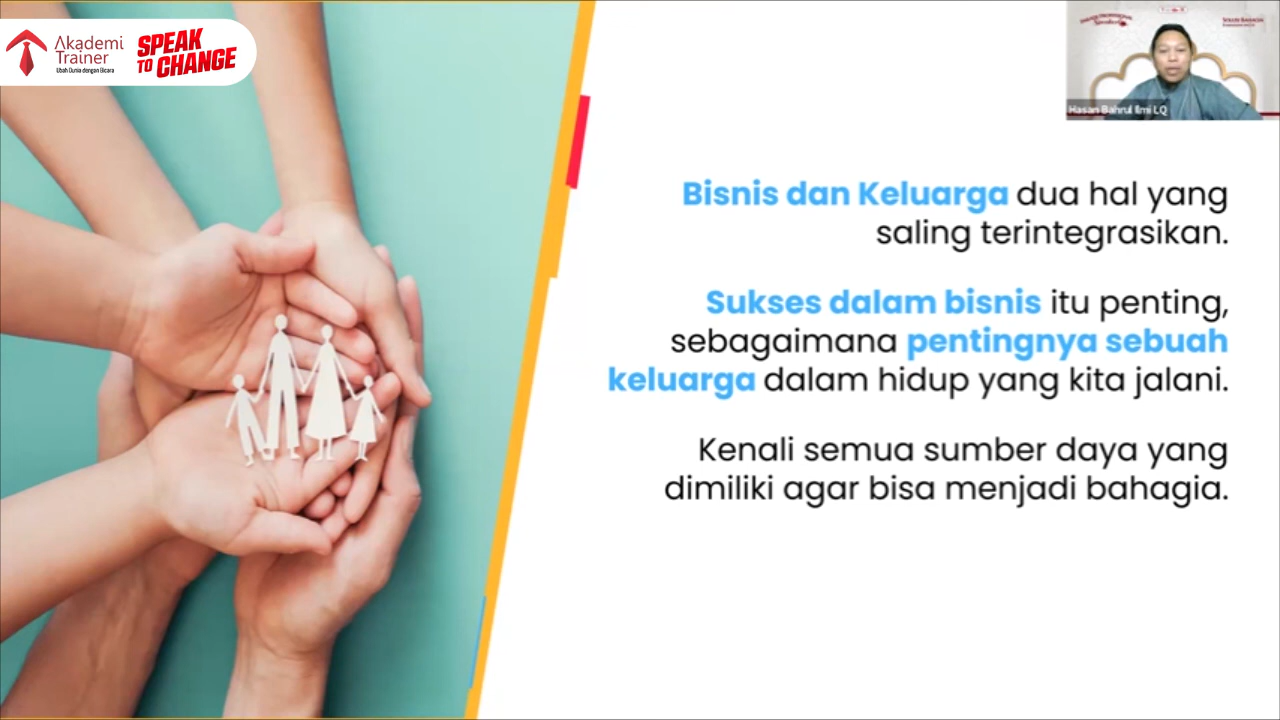 Akademi
Trainer
Ubah Dunia dengan Bicara
SPEAK
TO CHANGE
Hasan Bahrul Ilmi LQ
Bisnis dan Keluarga dua hal yang
saling terintegrasikan.
Sukses dalam bisnis itu penting,
sebagaimana pentingnya sebuah
keluarga dalam hidup yang kita jalani.
Kenali semua sumber daya yang
dimiliki agar bisa menjadi bahagia.